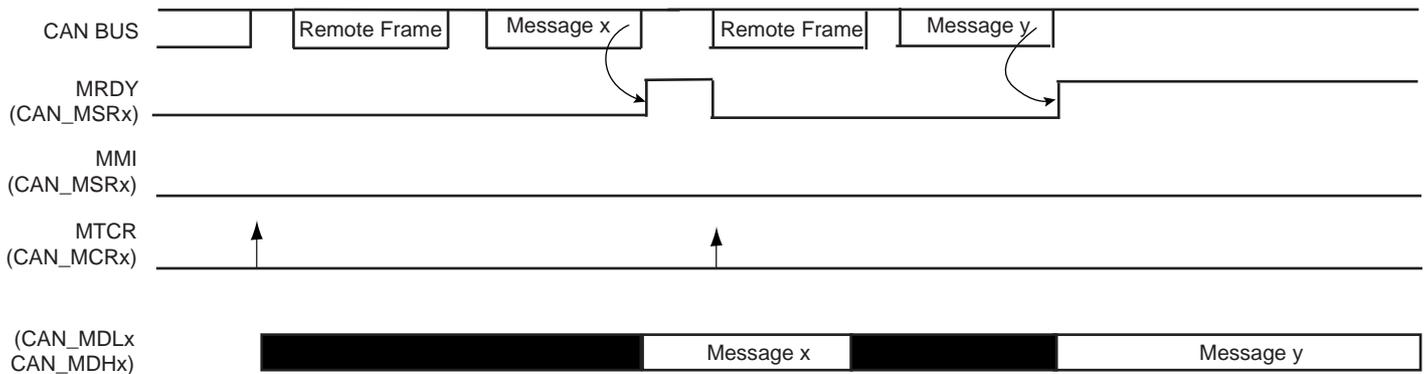 CAN BUS
Remote Frame
Message x
Remote Frame
Message y
MRDY
(CAN_MSRx)
MMI
(CAN_MSRx)
MTCR
(CAN_MCRx)
(CAN_MDLx
CAN_MDHx)
Message x
Message y